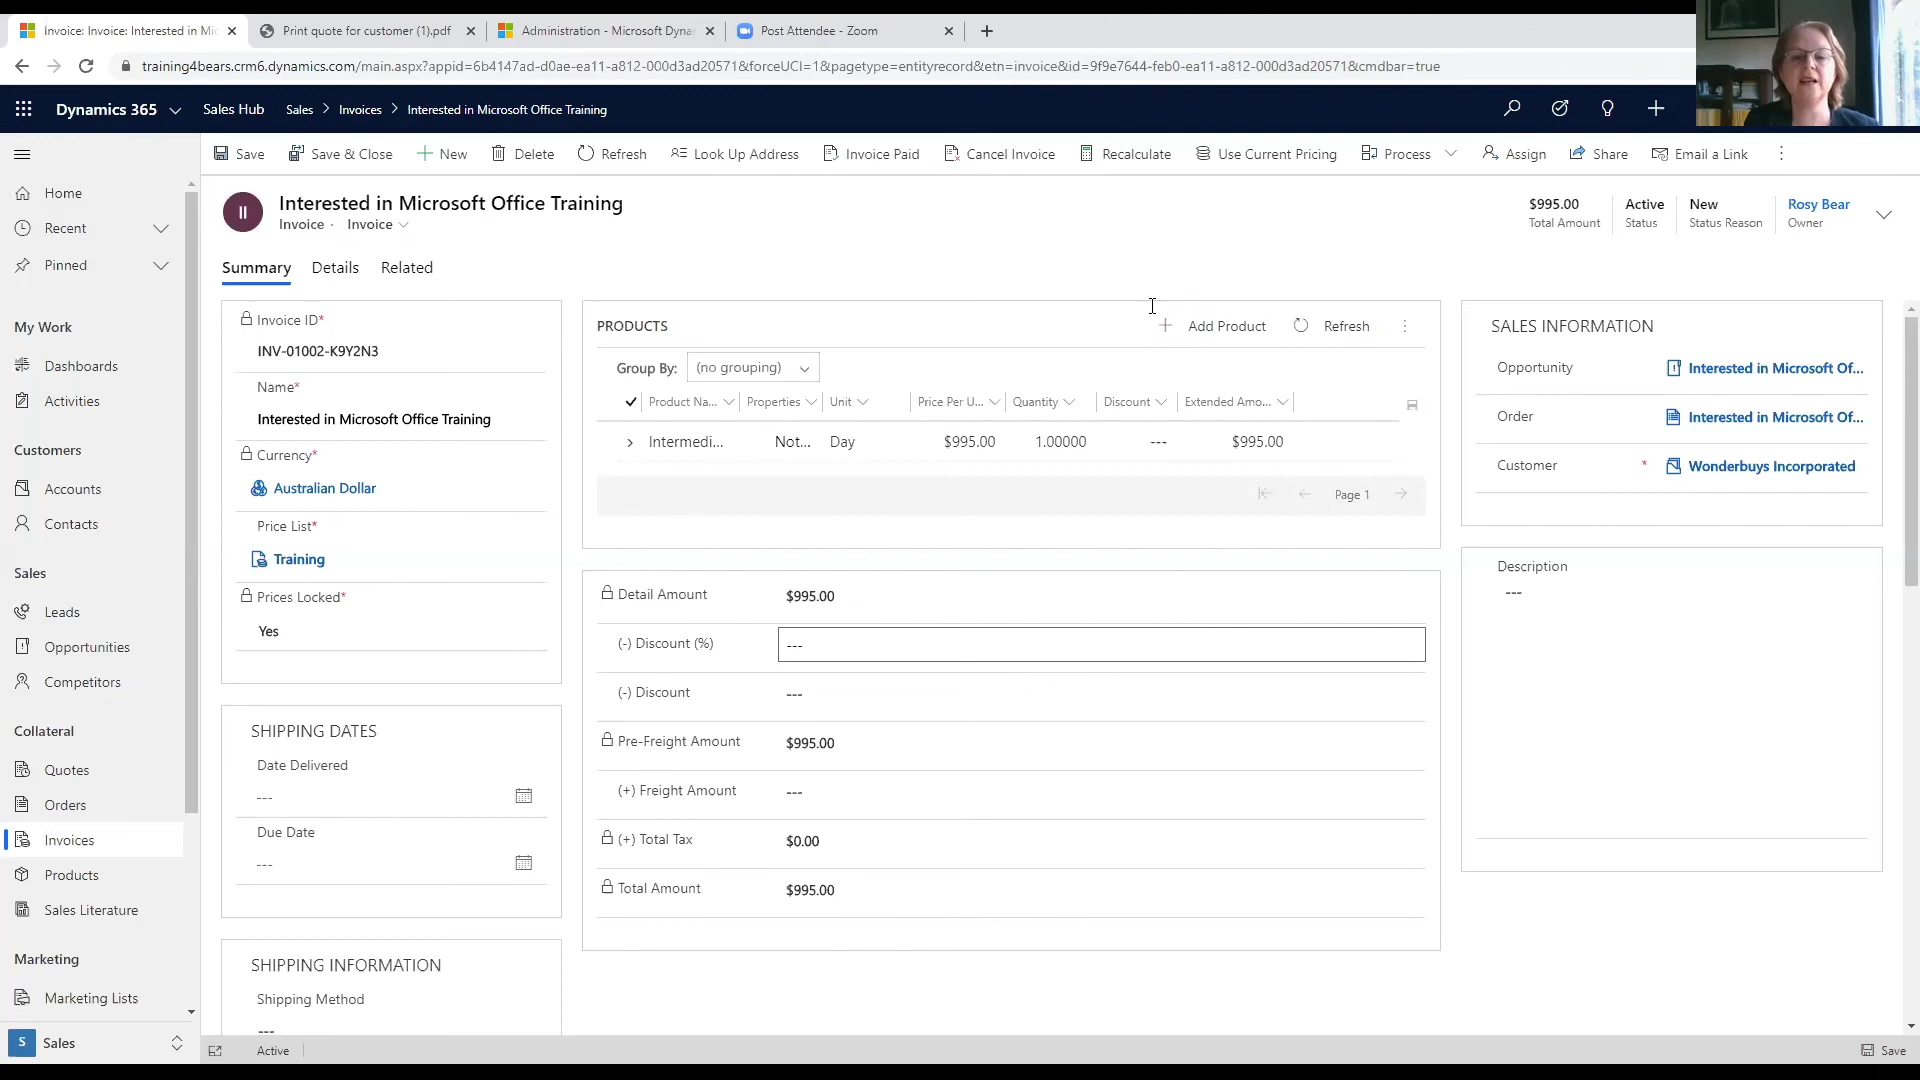 Invoice: Invoice: Interested in Mic
Print quote for customer (1).pdf
Administration - Microsoft Dynam
Post Attendee - Zoom
training4bears.crm6.dynamics.com/main.aspx?appid=6b4147ad-d0ae-ea11-a812-000d3ad20571&forceUCI=1&pagetype=entityrecord&etn=invoice&id=9f9e7644-feb0-ea11-a812-000d3ad20571&cmdbar=true
Dynamics 365
Sales Hub
Sales > Invoices > Interested in Microsoft Office Training
Save
Save & Close
New
Delete
Refresh
Look Up Address
Invoice Paid
Cancel Invoice
Recalculate
Use Current Pricing
Process
Assign
Share
Email a Link
Home
Recent
Pinned
My Work
Dashboards
Activities
Customers
Accounts
Contacts
Sales
Leads
Opportunities
Competitors
Collateral
Quotes
Orders
Invoices
Products
Sales Literature
Marketing
Marketing Lists
S Sales
II
Interested in Microsoft Office Training
Invoice · Invoice
$995.00
Total Amount
Active
Status
New
Status Reason
Rosy Bear
Owner
Summary
Details
Related
Invoice ID*
INV-01002-K9Y2N3
Name*
Interested in Microsoft Office Training
Currency*
Australian Dollar
Price List*
Training
Prices Locked*
Yes
SHIPPING DATES
Date Delivered
---
Due Date
---
SHIPPING INFORMATION
Shipping Method
---
PRODUCTS
Add Product
Refresh
Group By: (no grouping)
Product Na... Properties Unit Price Per U... Quantity Discount Extended Amo...
Intermedi... Not... Day $995.00 1.00000 --- $995.00
Page 1
Detail Amount $995.00
(-) Discount (%) ---
(-) Discount ---
Pre-Freight Amount $995.00
(+) Freight Amount ---
(+) Total Tax $0.00
Total Amount $995.00
SALES INFORMATION
Opportunity Interested in Microsoft Of...
Order Interested in Microsoft Of...
Customer * Wonderbuys Incorporated
Description
---
Active
Save